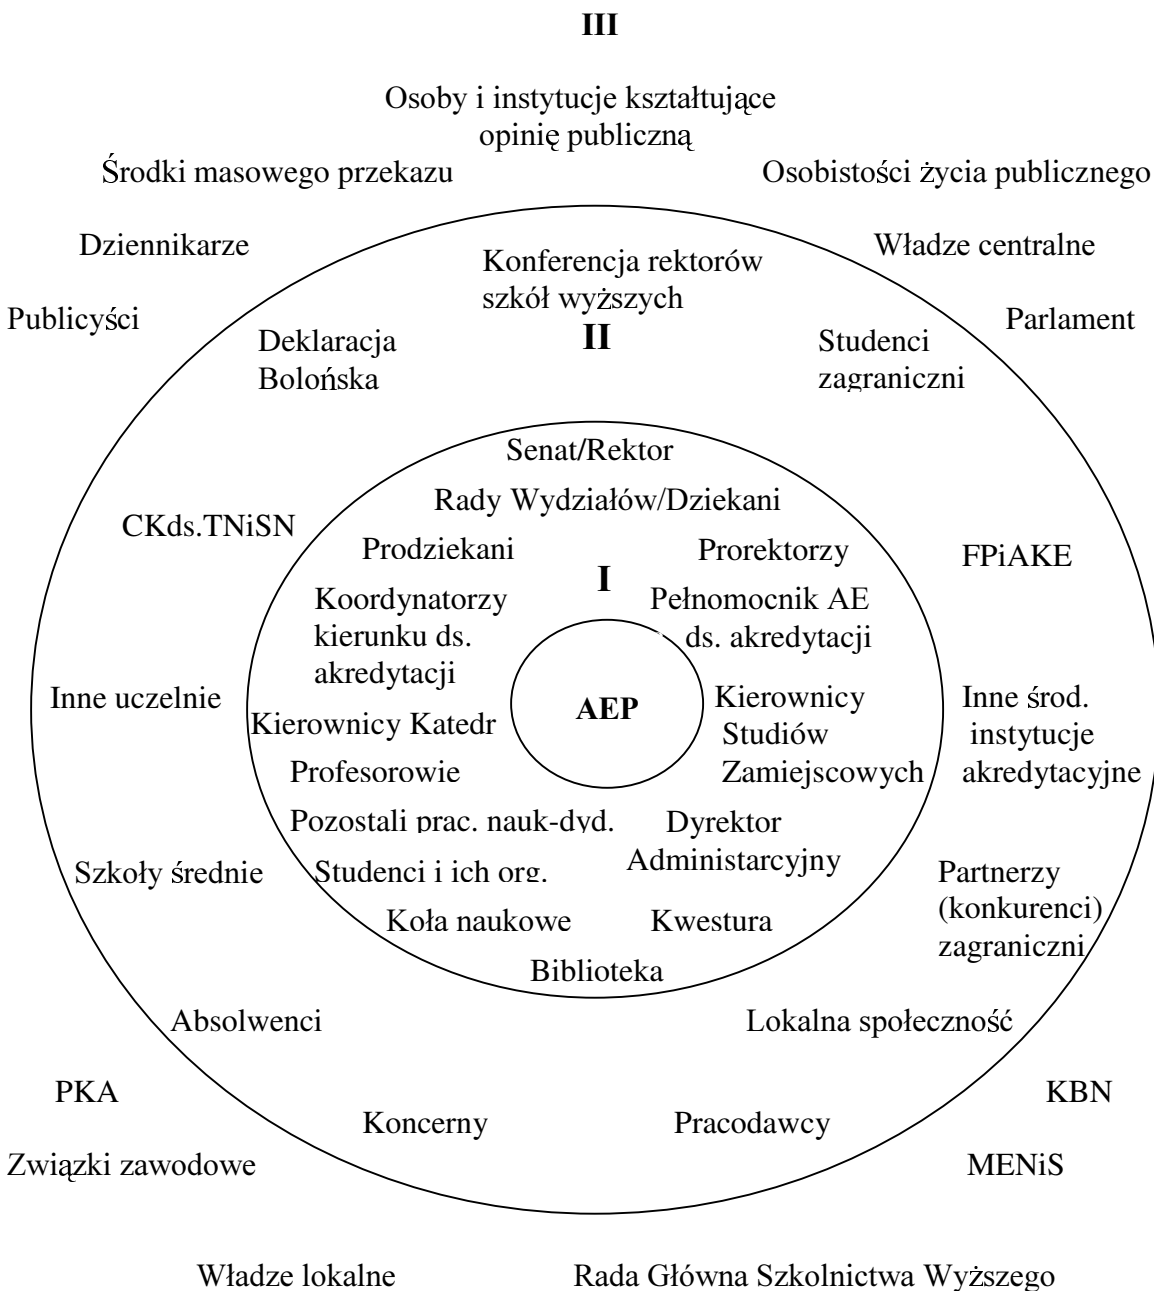 III
Osoby i instytucje kształtujące
opinię publiczną
Środki masowego przekazu
Osobistości życia publicznego
Dziennikarze
Władze centralne
Konferencja rektorów
szkół wyższych
Publicyści
Parlament
II
Deklaracja
Bolońska
Studenci
zagraniczni
Senat/Rektor
Rady Wydziałów/Dziekani
CKds.TNiSN
Prodziekani
Prorektorzy
FPiAKE
I
Koordynatorzy
kierunku ds.
akredytacji
Pełnomocnik AE
ds. akredytacji
Inne uczelnie
AEP
Kierownicy
Studiów
Zamiejscowych
Inne środ.
instytucje
akredytacyjne
Kierownicy Katedr
Profesorowie
Pozostali prac. nauk-dyd.
Dyrektor
Administarcyjny
Szkoły średnie
Studenci i ich org.
Partnerzy
(konkurenci)
zagraniczni
Koła naukowe
Kwestura
Biblioteka
Absolwenci
Lokalna społeczność
PKA
KBN
Koncerny
Pracodawcy
Związki zawodowe
MENiS
Władze lokalne
Rada Główna Szkolnictwa Wyższego